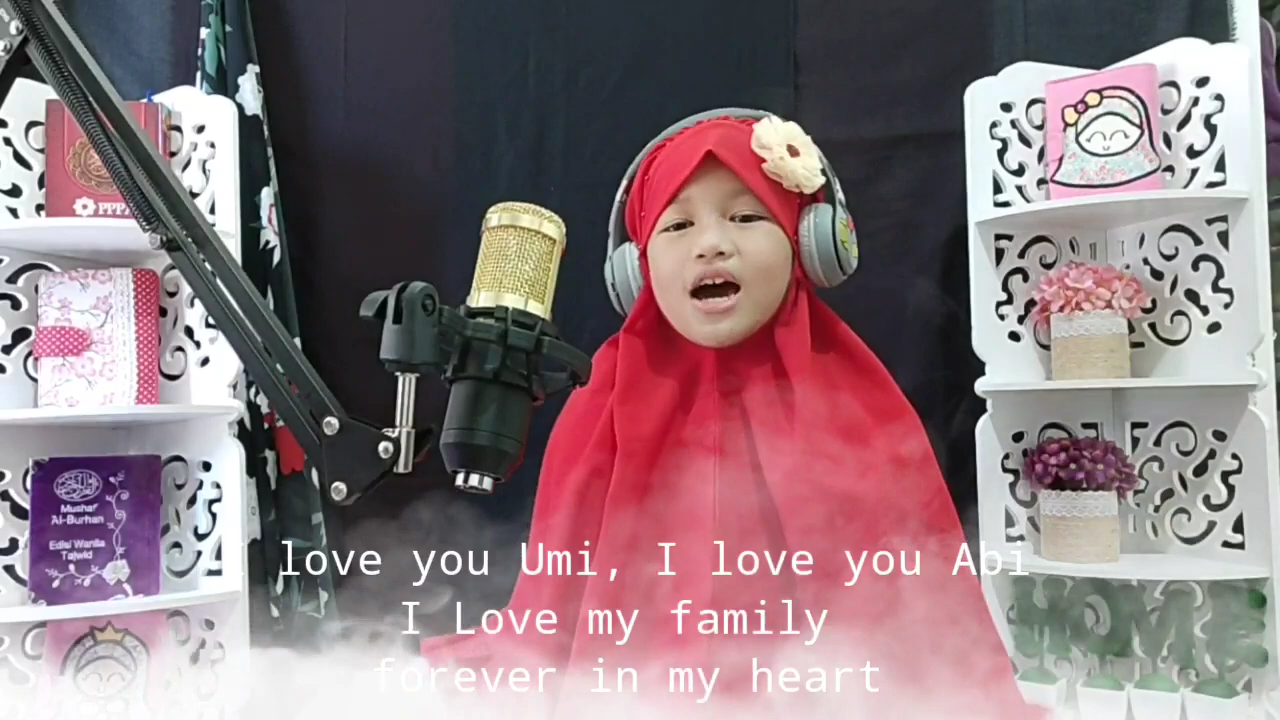 PPPA
Mushaf
Al-Burhan
Edisi Wanita
Tajwid
love you Umi, I love you Abi
I Love my family
forever in my heart